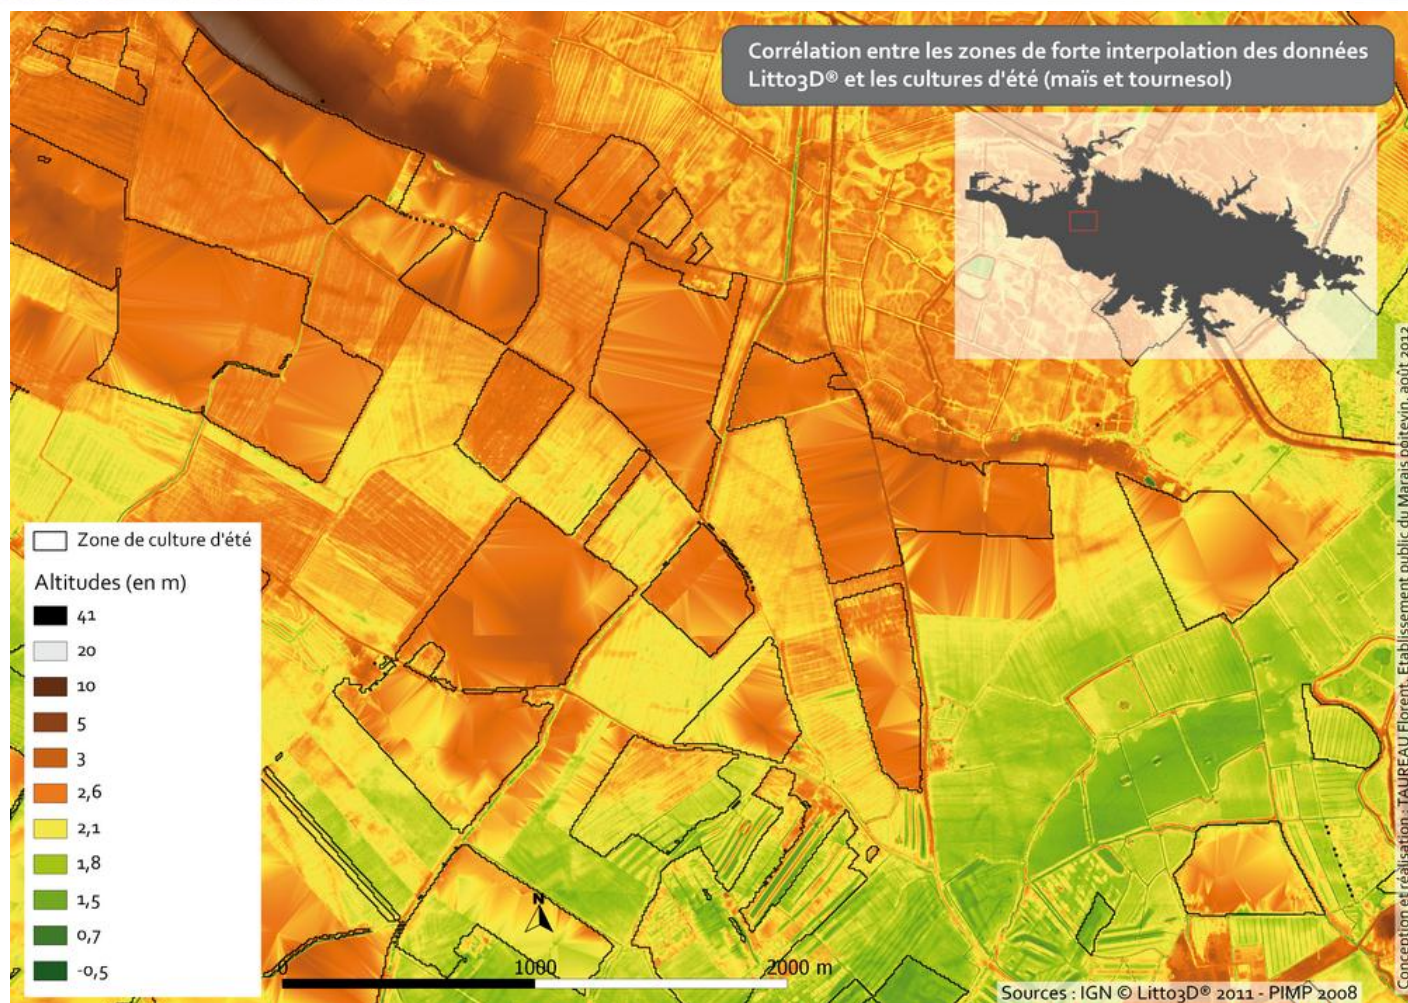 Corrélation entre les zones de forte interpolation des données
Litto3D® et les cultures d'été (maïs et tournesol)
Zone de culture d'été
Altitudes (en m)
41
20
10
5
3
2,6
2,1
1,8
1,5
0,7
-0,5
N
0
1000
2000 m
Sources : IGN © Litto3D® 2011 - PIMP 2008
Conception et réalisation : TAUREAU Florent, Etablissement public du Marais poitevin, août 2012